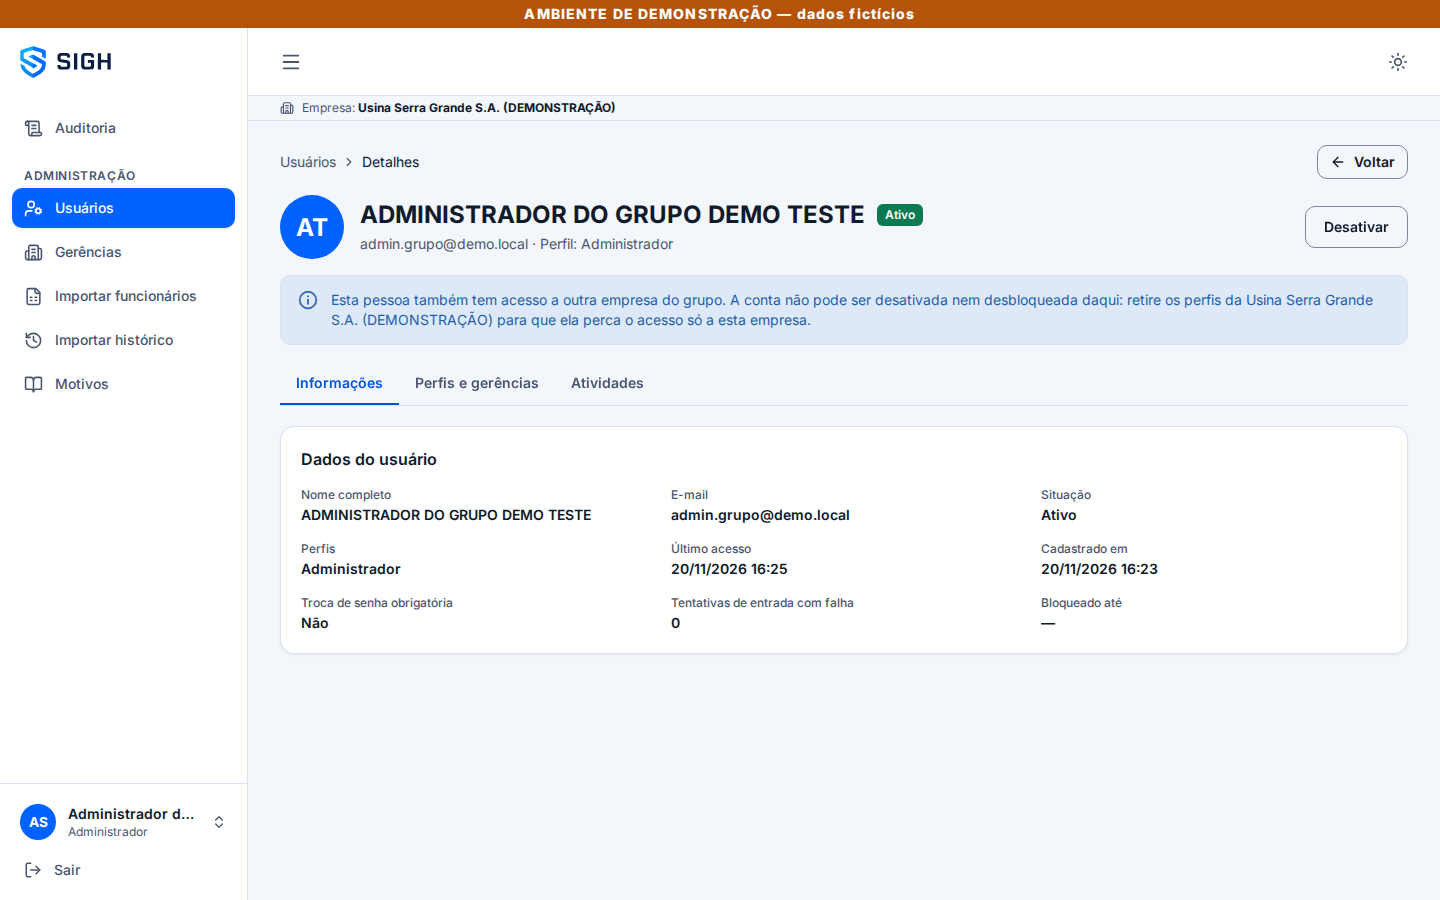 AMBIENTE DE DEMONSTRAÇÃO — dados fictícios
SIGH
Auditoria
ADMINISTRAÇÃO
Usuários
Gerências
Importar funcionários
Importar histórico
Motivos
Administrador d...
AS
Administrador
Sair
Empresa: Usina Serra Grande S.A. (DEMONSTRAÇÃO)
Usuários > Detalhes
Voltar
AT
ADMINISTRADOR DO GRUPO DEMO TESTE Ativo
admin.grupo@demo.local · Perfil: Administrador
Desativar
Esta pessoa também tem acesso a outra empresa do grupo. A conta não pode ser desativada nem desbloqueada daqui: retire os perfis da Usina Serra Grande
S.A. (DEMONSTRAÇÃO) para que ela perca o acesso só a esta empresa.
Informações Perfis e gerências Atividades
Dados do usuário
Nome completo E-mail Situação
ADMINISTRADOR DO GRUPO DEMO TESTE admin.grupo@demo.local Ativo
Perfis Último acesso Cadastrado em
Administrador 20/11/2026 16:25 20/11/2026 16:23
Troca de senha obrigatória Tentativas de entrada com falha Bloqueado até
Não 0 —